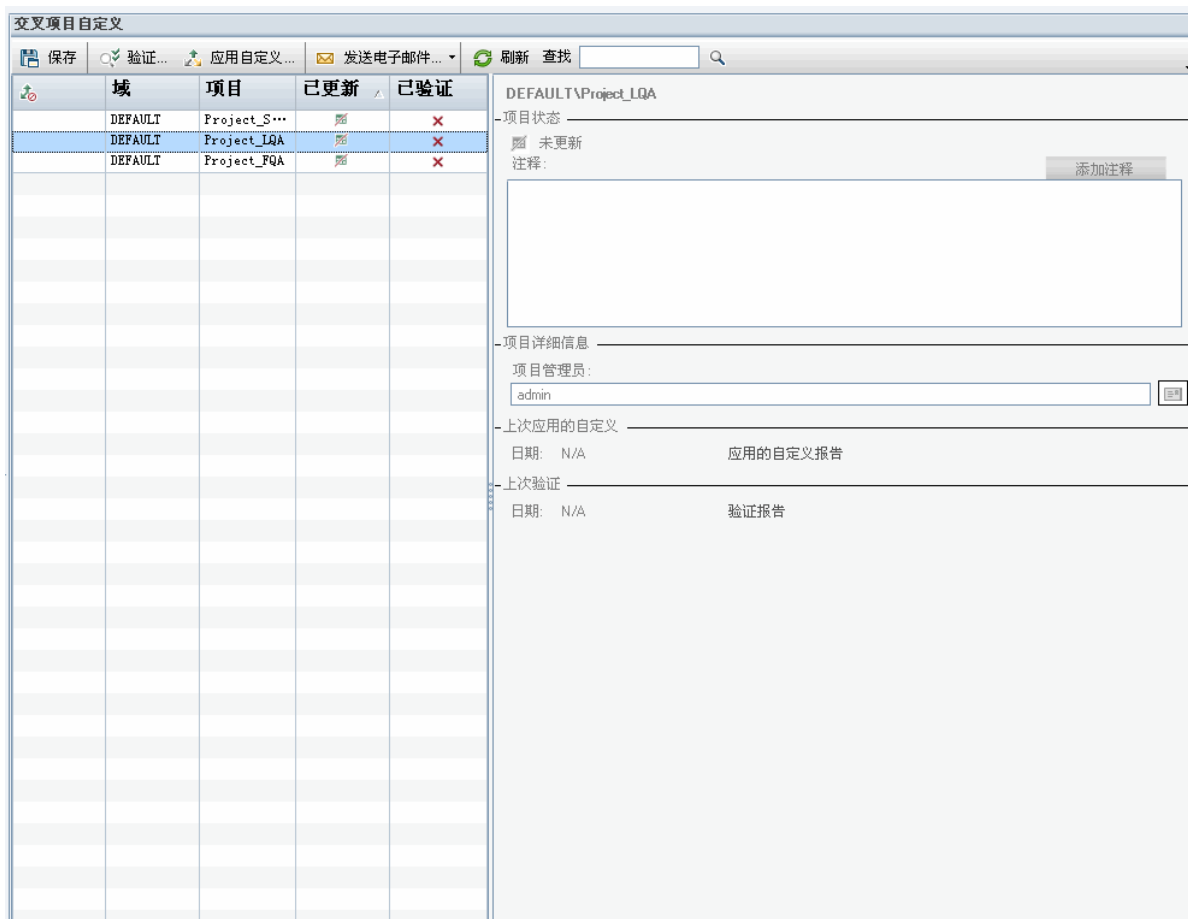 交叉项目自定义
保存 验证... 应用自定义... 发送电子邮件... 刷新 查找
域 项目 已更新 已验证
DEFAULT Project_S...
DEFAULT Project_LQA
DEFAULT Project_FQA
DEFAULT\Project_LQA
项目状态
未更新
注释:
添加注释
项目详细信息
项目管理员:
admin
上次应用的自定义
日期: N/A 应用的自定义报告
上次验证
日期: N/A 验证报告